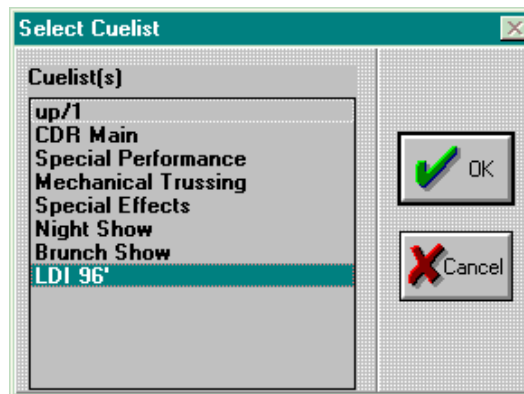 Select Cuelist
Cuelist(s)
up/1
CDR Main
Special Performance
Mechanical Trussing
Special Effects
Night Show
Brunch Show
LDI 96'
OK
Cancel